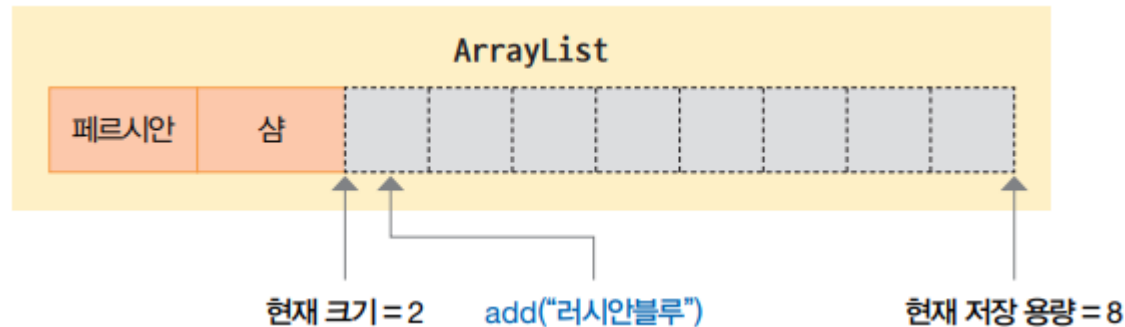 ArrayList
페르시안 샴
현재 크기 = 2 add(“러시안블루”) 현재 저장 용량 = 8